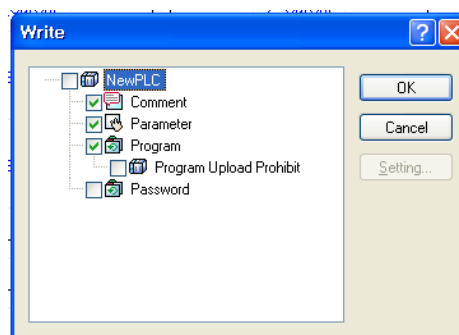 Write
NewPLC
Comment
Parameter
Program
Program Upload Prohibit
Password
OK
Cancel
Setting...